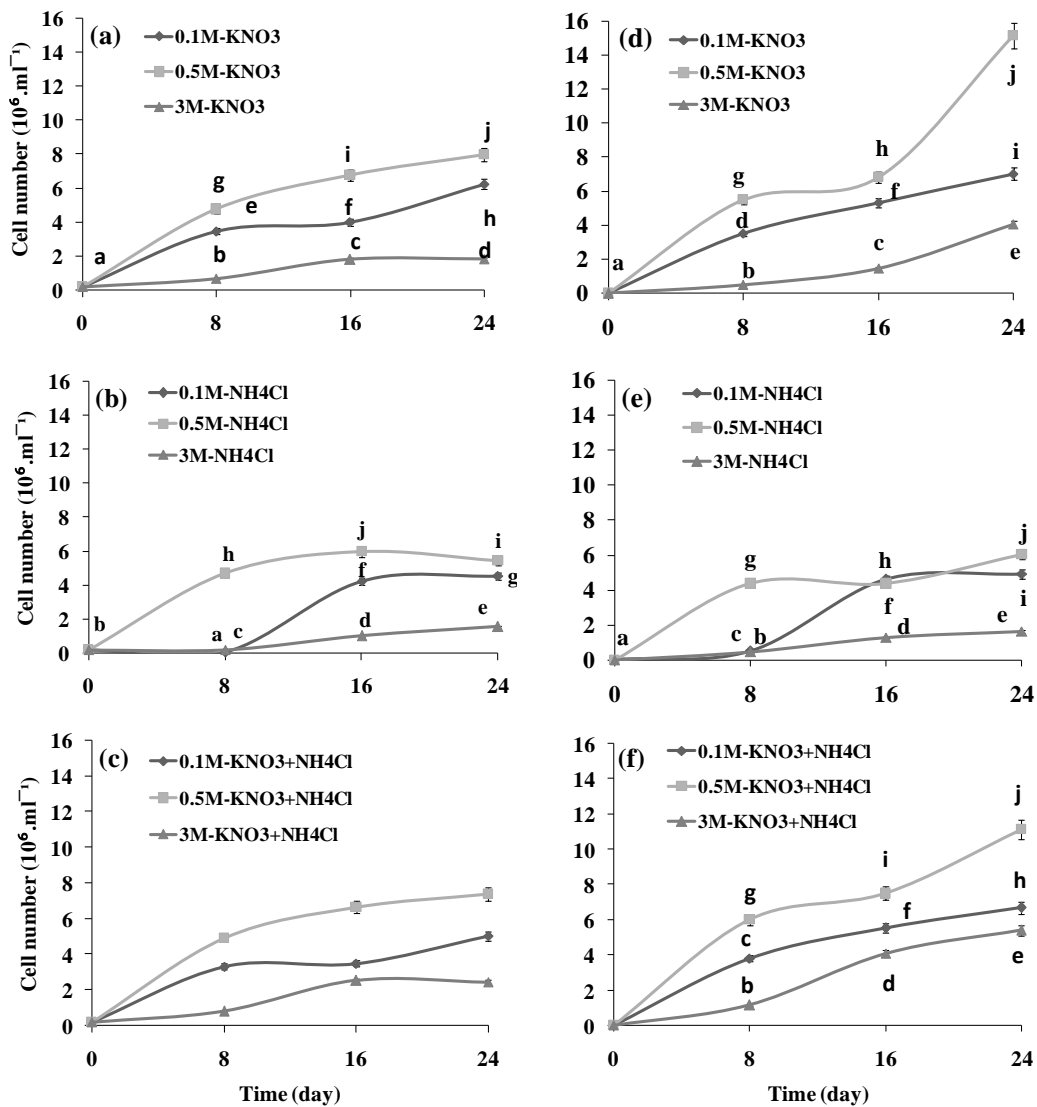 (a)
0.1M-KNO3
0.5M-KNO3
3M-KNO3
Cell number (10⁶.ml¯¹)
16
14
12
10
8
6
4
2
0
a
g
e
b
i
f
c
j
h
d
0
8
16
24
(d)
0.1M-KNO3
0.5M-KNO3
3M-KNO3
16
14
12
10
8
6
4
2
0
a
g
d
b
h
f
c
j
i
e
0
8
16
24
(b)
0.1M-NH4Cl
0.5M-NH4Cl
3M-NH4Cl
Cell number (10⁶.ml¯¹)
16
14
12
10
8
6
4
2
0
b
h
a
c
j
f
d
i
g
e
0
8
16
24
(e)
0.1M-NH4Cl
0.5M-NH4Cl
3M-NH4Cl
16
14
12
10
8
6
4
2
0
a
g
c
b
h
f
d
j
i
e
0
8
16
24
(c)
0.1M-KNO3+NH4Cl
0.5M-KNO3+NH4Cl
3M-KNO3+NH4Cl
Cell number (10⁶.ml¯¹)
16
14
12
10
8
6
4
2
0
0
8
16
24
Time (day)
(f)
0.1M-KNO3+NH4Cl
0.5M-KNO3+NH4Cl
3M-KNO3+NH4Cl
16
14
12
10
8
6
4
2
0
g
c
b
i
f
d
j
h
e
0
8
16
24
Time (day)